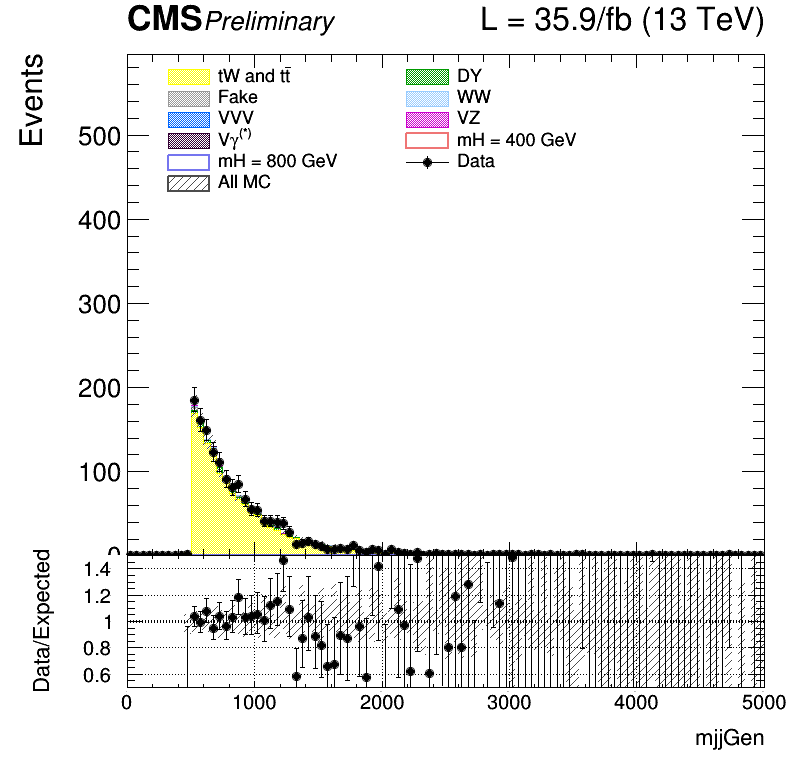 CMS Preliminary L = 35.9/fb (13 TeV)
Events
tW and tt̄ DY
Fake WW
VVV VZ
Vγ(*) mH = 400 GeV
mH = 800 GeV Data
All MC
500
400
300
200
100
0
Data/Expected
1.4
1.2
1
0.8
0.6
0 1000 2000 3000 4000 5000
mjjGen